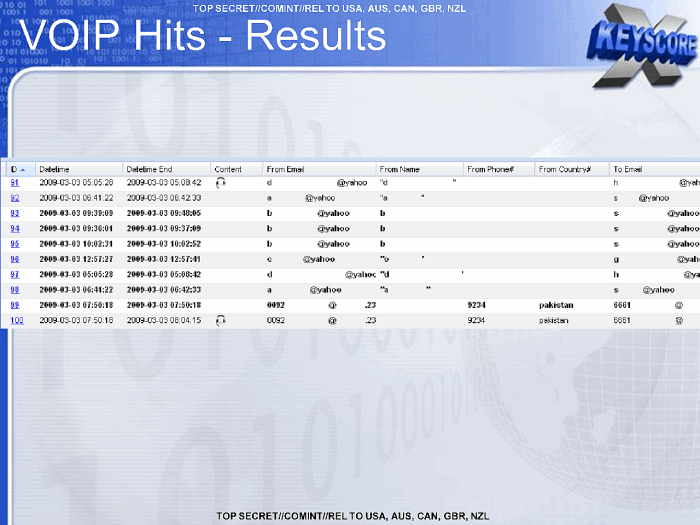 TOP SECRET//COMINT//REL TO USA, AUS, CAN, GBR, NZL
VOIP Hits - Results
X KEYSCORE
ID Datetime Datetime End Content From Email From Name From Phone# From Country# To Email
91 2009-03-03 05:05:28 2009-03-03 05:08:42 d @yahoo "d " h @yah
92 2009-03-03 06:41:22 2009-03-03 06:42:33 a @yahoo "a " s @yahoo
93 2009-03-03 09:39:09 2009-03-03 09:48:05 b @yahoo b s @yahoo
94 2009-03-03 09:36:01 2009-03-03 09:37:09 b @yahoo b s @yahoo
95 2009-03-03 10:02:31 2009-03-03 10:02:52 b @yahoo b s @yahoo
96 2009-03-03 12:57:27 2009-03-03 12:57:41 o @yahoo "o " g @yah
97 2009-03-03 05:05:28 2009-03-03 05:08:42 d @yahoo "d ' h @ya
98 2009-03-03 06:41:22 2009-03-03 06:42:33 a @yahoo "a " s @yahoo
99 2009-03-03 07:50:18 2009-03-03 07:50:18 0092 @ .23 9234 pakistan 6661 @
100 2009-03-03 07:50:18 2009-03-03 08:04:15 0092 @ .23 9234 pakistan 6661 @
TOP SECRET//COMINT//REL TO USA, AUS, CAN, GBR, NZL